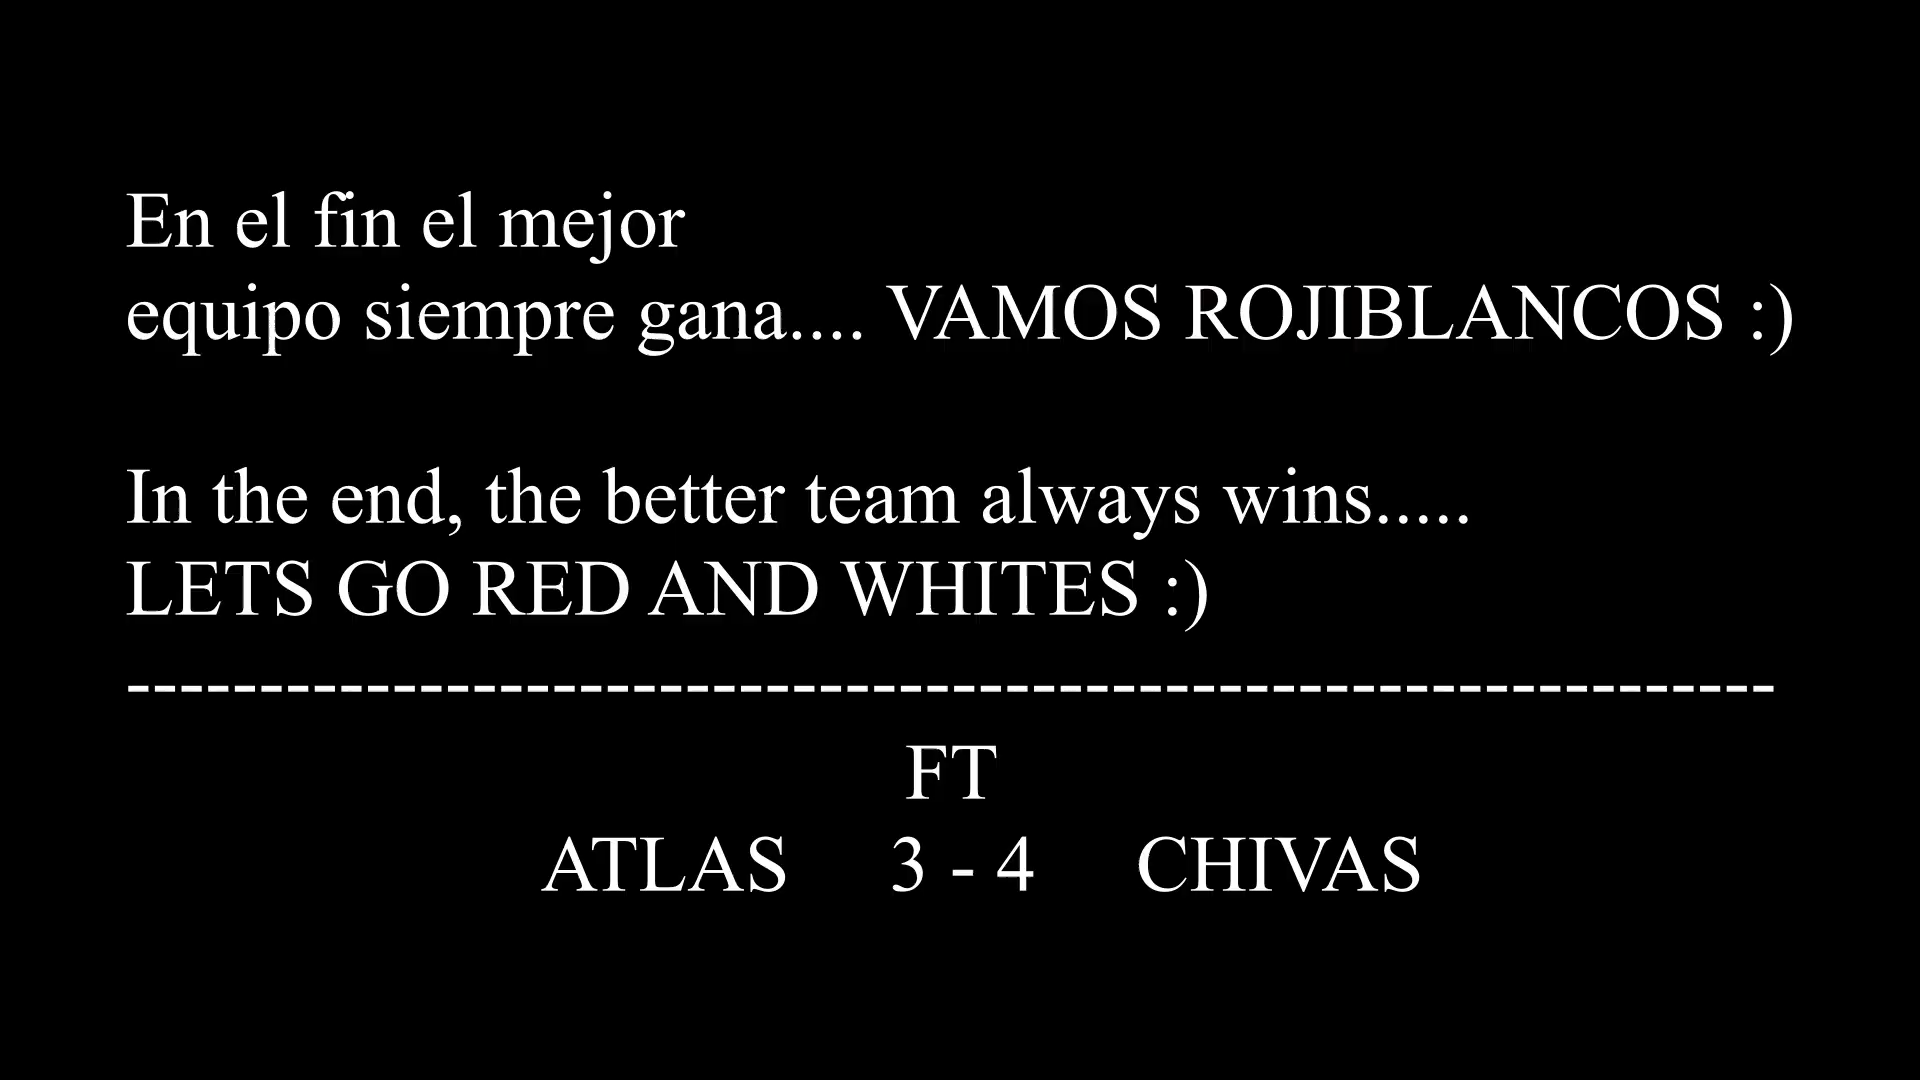 En el fin el mejor
equipo siempre gana.... VAMOS ROJIBLANCOS :)
In the end, the better team always wins.....
LETS GO RED AND WHITES :)
--------------------------------------------------------------
FT
ATLAS 3 - 4 CHIVAS